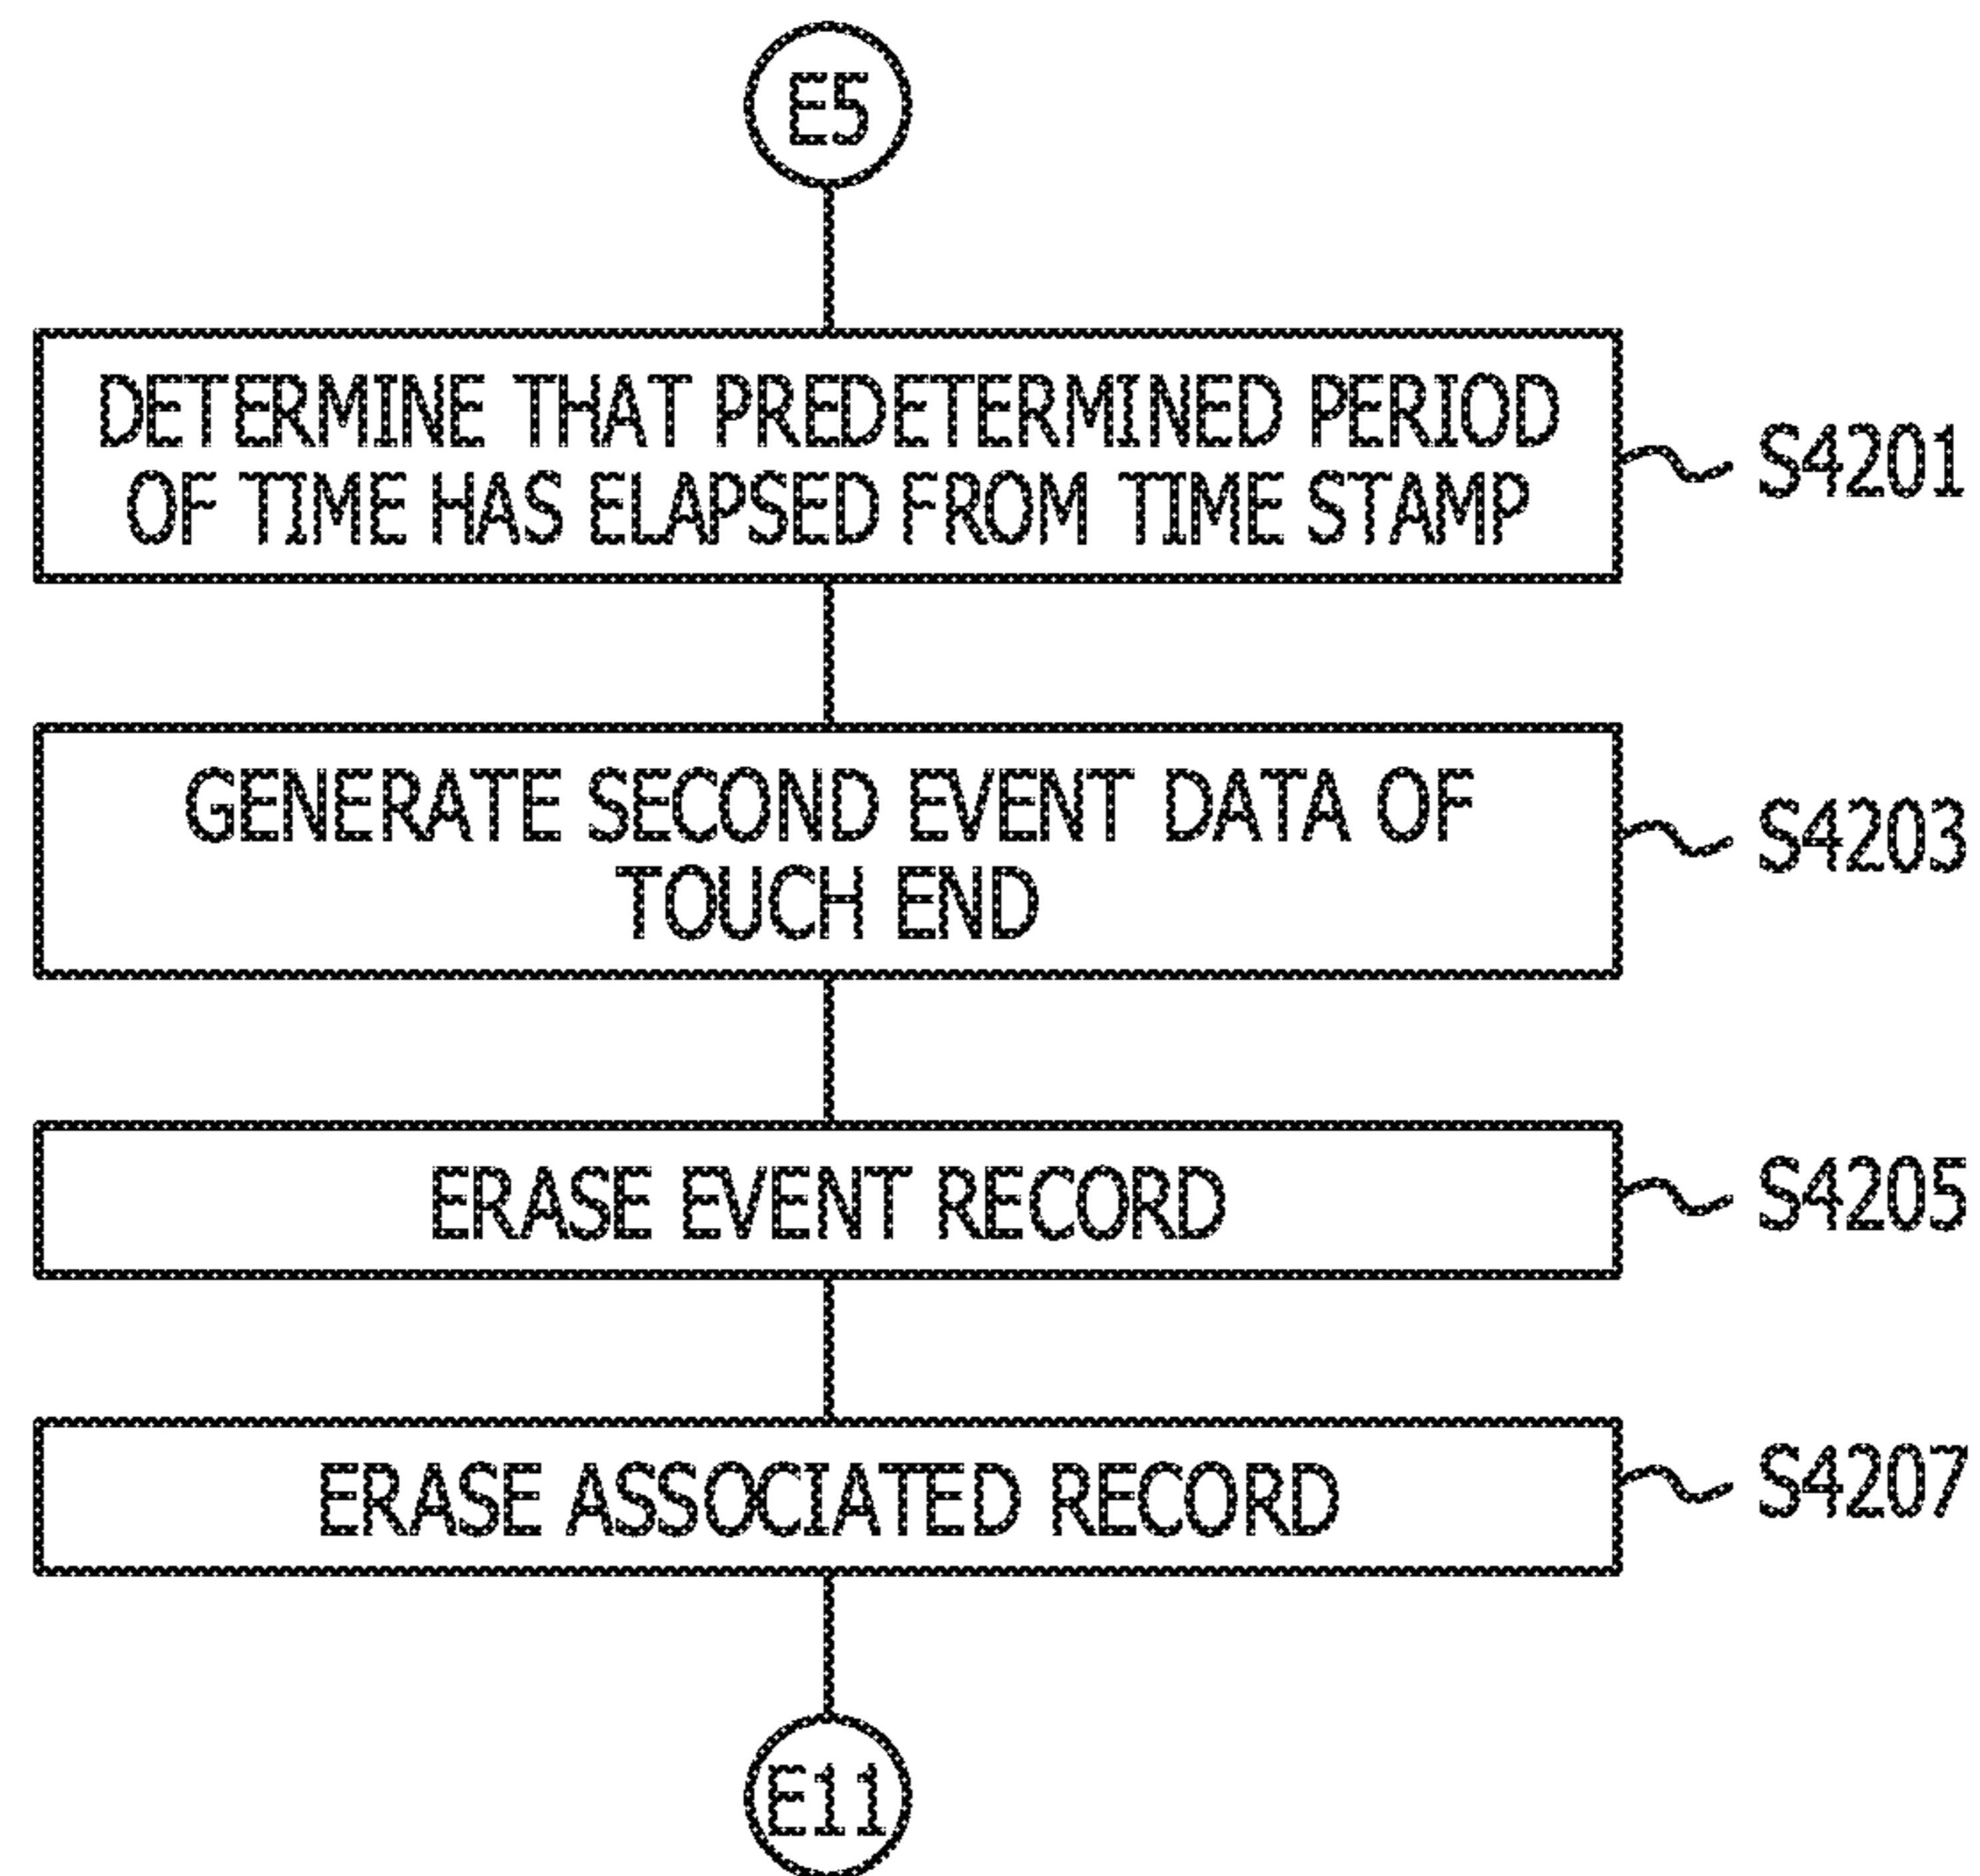 E5
DETERMINE THAT PREDETERMINED PERIOD
OF TIME HAS ELAPSED FROM TIME STAMP
S4201
GENERATE SECOND EVENT DATA OF
TOUCH END
S4203
ERASE EVENT RECORD
S4205
ERASE ASSOCIATED RECORD
S4207
E11